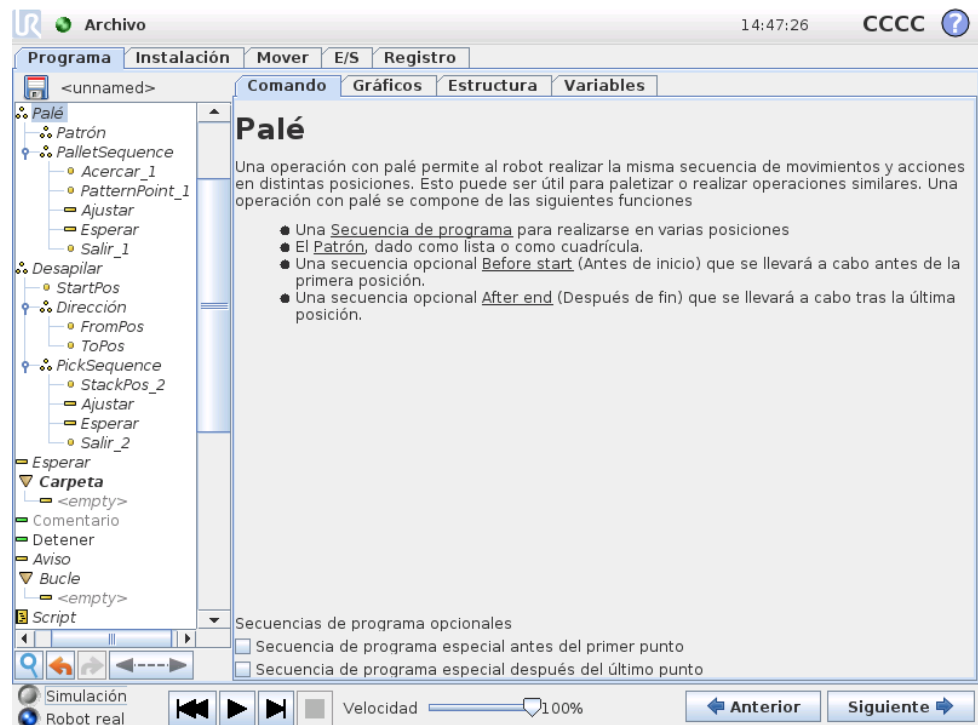 UR Archivo 14:47:26 CCCC ?
Programa Instalación Mover E/S Registro
<unnamed>
Comando Gráficos Estructura Variables
Palé
Patrón
PalletSequence
Acercar_1
PatternPoint_1
Ajustar
Esperar
Salir_1
Desapilar
StartPos
Dirección
FromPos
ToPos
PickSequence
StackPos_2
Ajustar
Esperar
Salir_2
Esperar
Carpeta
<empty>
Comentario
Detener
Aviso
Bucle
<empty>
Script
Palé
Una operación con palé permite al robot realizar la misma secuencia de movimientos y acciones
en distintas posiciones. Esto puede ser útil para paletizar o realizar operaciones similares. Una
operación con palé se compone de las siguientes funciones
Una Secuencia de programa para realizarse en varias posiciones
El Patrón, dado como lista o como cuadrícula.
Una secuencia opcional Before start (Antes de inicio) que se llevará a cabo antes de la
primera posición.
Una secuencia opcional After end (Después de fin) que se llevará a cabo tras la última
posición.
Secuencias de programa opcionales
Secuencia de programa especial antes del primer punto
Secuencia de programa especial después del último punto
Simulación
Robot real
Velocidad 100%
Anterior Siguiente